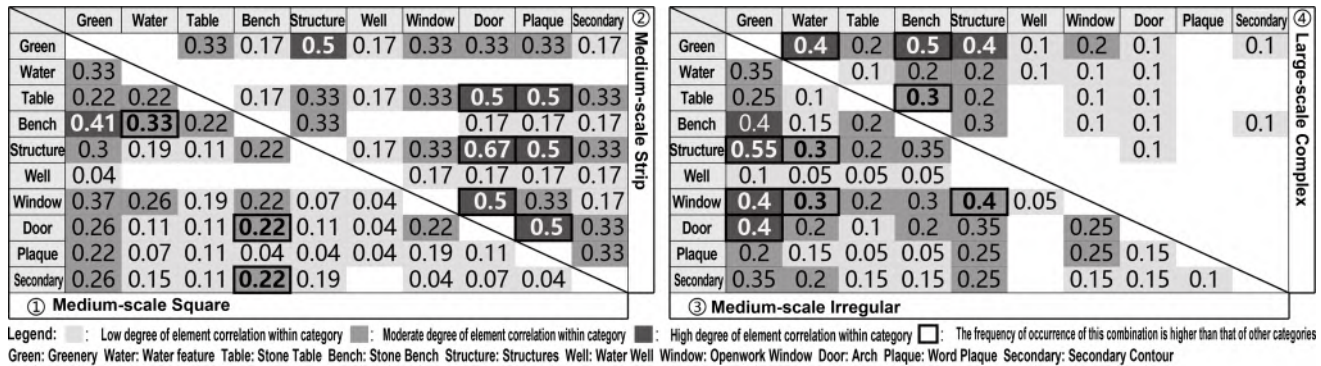 Green Water Table Bench Structure Well Window Door Plaque Secondary
Green 0.33 0.17 0.5 0.17 0.33 0.33 0.33 0.17
Water 0.33
Table 0.22 0.22 0.17 0.33 0.17 0.33 0.5 0.5 0.33
Bench 0.41 0.33 0.22 0.33 0.17 0.17 0.17
Structure 0.3 0.19 0.11 0.22 0.17 0.33 0.67 0.5 0.33
Well 0.04 0.17 0.17 0.17 0.17
Window 0.37 0.26 0.19 0.22 0.07 0.04 0.5 0.33 0.17
Door 0.26 0.11 0.11 0.22 0.11 0.04 0.22 0.5 0.33
Plaque 0.22 0.07 0.11 0.04 0.04 0.04 0.19 0.11 0.33
Secondary 0.26 0.15 0.11 0.22 0.19 0.04 0.07 0.04
① Medium-scale Square
② Medium-scale Strip
Green Water Table Bench Structure Well Window Door Plaque Secondary
Green 0.4 0.2 0.5 0.4 0.1 0.2 0.1 0.1
Water 0.35 0.1 0.2 0.2 0.1 0.1 0.1
Table 0.25 0.1 0.3 0.2 0.1 0.1
Bench 0.4 0.15 0.2 0.3 0.1 0.1 0.1
Structure 0.55 0.3 0.2 0.35 0.1
Well 0.1 0.05 0.05 0.05
Window 0.4 0.3 0.2 0.3 0.4 0.05
Door 0.4 0.2 0.1 0.2 0.35 0.25
Plaque 0.2 0.15 0.05 0.05 0.25 0.25 0.15
Secondary 0.35 0.2 0.15 0.15 0.25 0.15 0.15 0.1
③ Medium-scale Irregular
④ Large-scale Complex
Legend: : Low degree of element correlation within category : Moderate degree of element correlation within category : High degree of element correlation within category : The frequency of occurrence of this combination is higher than that of other categories
Green: Greenery Water: Water feature Table: Stone Table Bench: Stone Bench Structure: Structures Well: Water Well Window: Openwork Window Door: Arch Plaque: Word Plaque Secondary: Secondary Contour